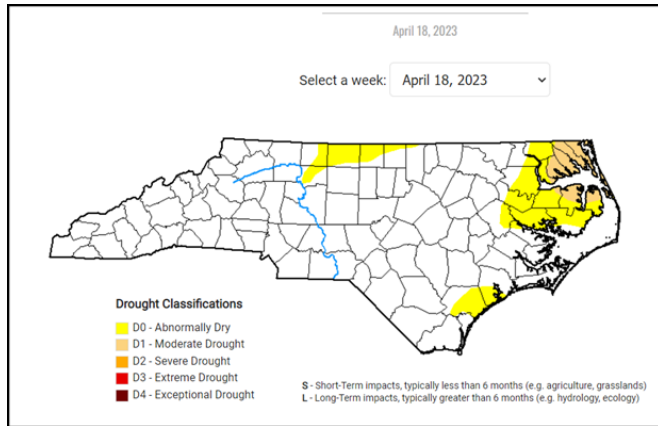 April 18, 2023
Select a week: April 18, 2023
Drought Classifications
D0 - Abnormally Dry
D1 - Moderate Drought
D2 - Severe Drought
D3 - Extreme Drought
D4 - Exceptional Drought
S - Short-Term impacts, typically less than 6 months (e.g. agriculture, grasslands)
L - Long-Term impacts, typically greater than 6 months (e.g. hydrology, ecology)